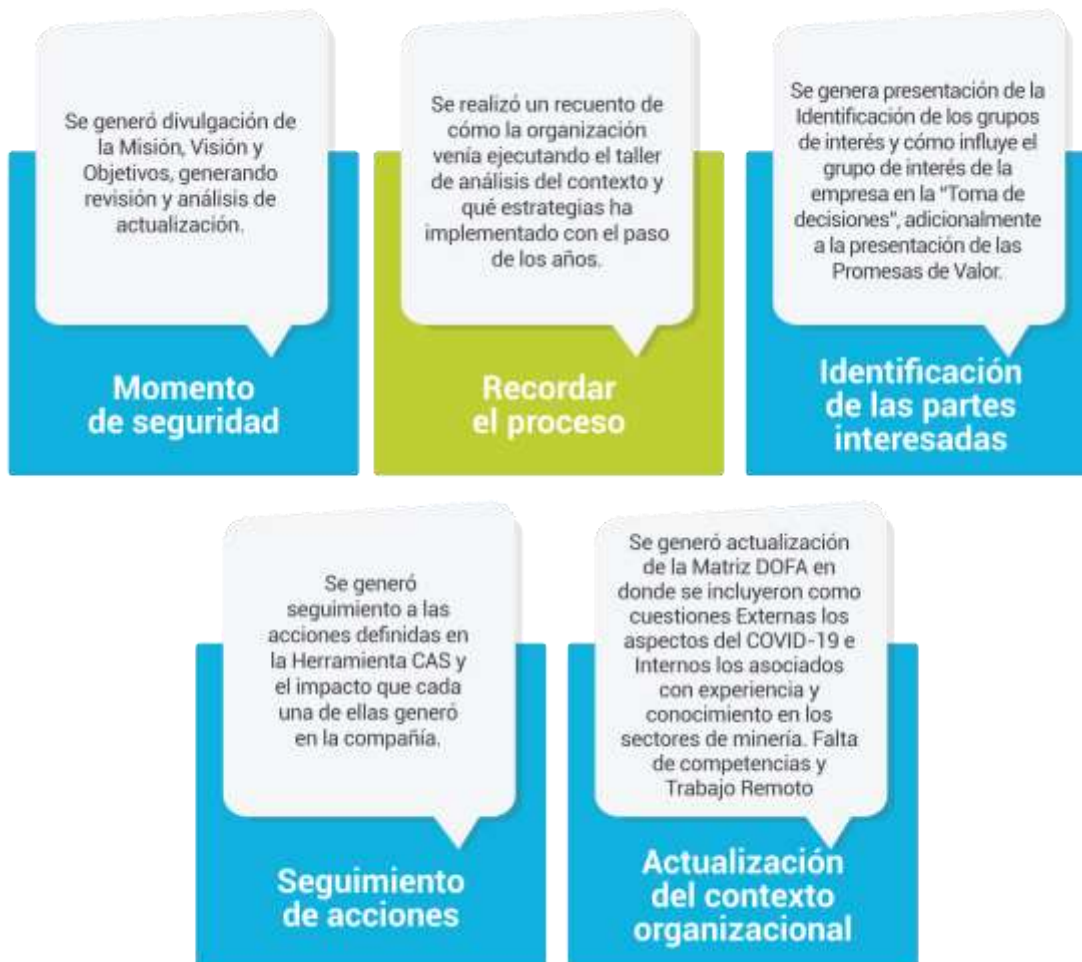 Se generó divulgación de
la Misión, Visión y
Objetivos, generando
revisión y análisis de
actualización.
Momento
de seguridad
Se realizó un recuento de
cómo la organización
venía ejecutando el taller
de análisis del contexto y
qué estrategias ha
implementado con el paso
de los años.
Recordar
el proceso
Se genera presentación de la
Identificación de los grupos
de interés y cómo influye el
grupo de interés de la
empresa en la "Toma de
decisiones", adicionalmente
a la presentación de las
Promesas de Valor.
Identificación
de las partes
interesadas
Se generó
seguimiento a las
acciones definidas en
la Herramienta CAS y
el impacto que cada
una de ellas generó
en la compañía.
Seguimiento
de acciones
Se generó actualización
de la Matriz DOFA en
donde se incluyeron como
cuestiones Externas los
aspectos del COVID-19 e
Internos los asociados
con experiencia y
conocimiento en los
sectores de minería. Falta
de competencias y
Trabajo Remoto
Actualización
del contexto
organizacional